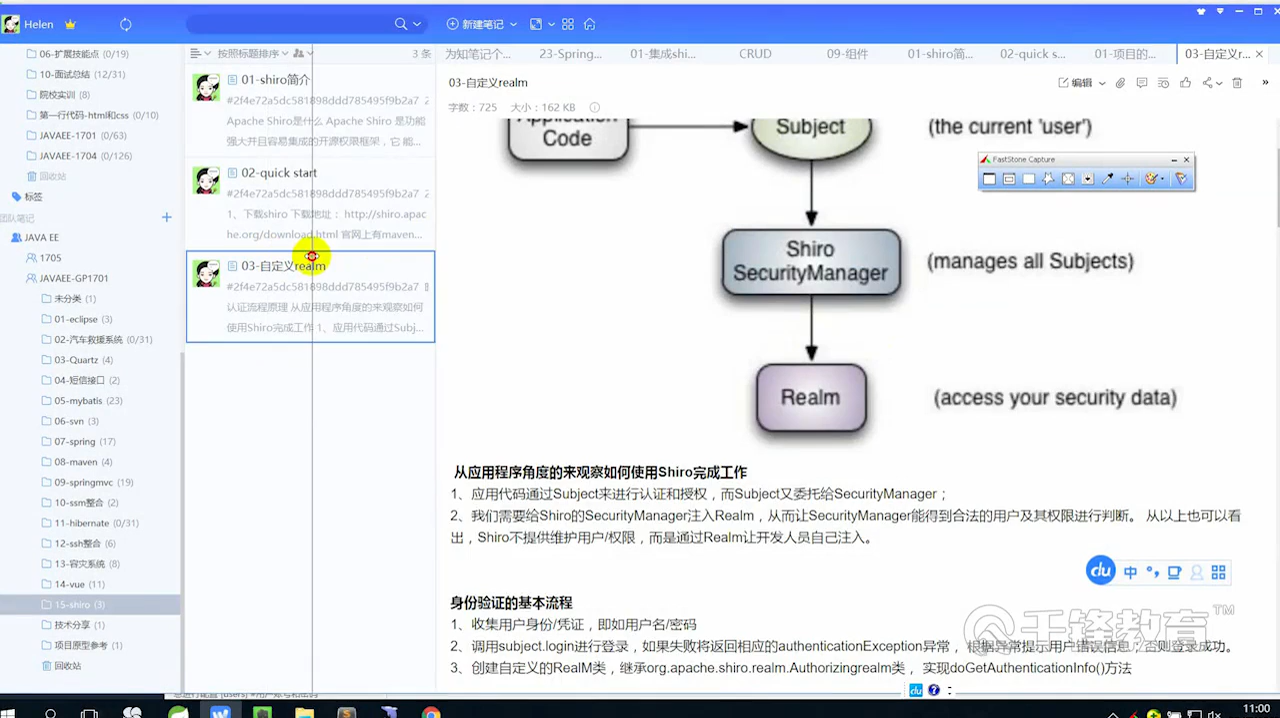 Helen
新建笔记
06-扩展技能点 (0/19)
10-面试总结 (12/31)
院校实训 (8)
第一行代码-html和css (0/10)
JAVAEE-1701 (0/63)
JAVAEE-1704 (0/126)
回收站
标签
团队笔记
JAVA EE
1705
JAVAEE-GP1701
未分类 (1)
01-eclipse (3)
02-汽车救援系统 (0/31)
03-Quartz (4)
04-短信接口 (2)
05-mybatis (23)
06-svn (3)
07-spring (17)
08-maven (4)
09-springmvc (19)
10-ssm整合 (2)
11-hibernate (0/31)
12-ssh整合 (6)
13-容灾系统 (8)
14-vue (11)
15-shiro (3)
技术分享 (1)
项目原型参考 (1)
回收站
按照标题排序
3 条
01-shiro简介
#2f4e72a5dc581898ddd785495f9b2a7 2
Apache Shiro是什么 Apache Shiro 是功能
强大并且容易集成的开源权限框架，它 能...
02-quick start
#2f4e72a5dc581898ddd785495f9b2a7 2
1、下载shiro 下载地址： http://shiro.apac
he.org/download.html 官网上有maven...
03-自定义realm
#2f4e72a5dc581898ddd785495f9b2a7
认证流程原理 从应用程序角度的来观察如何
使用Shiro完成工作 1、应用代码通过Subj...
为知笔记个...
23-Spring...
01-集成shi...
CRUD
09-组件
01-shiro简...
02-quick s...
01-项目的...
03-自定义r...
03-自定义realm
编辑
字数：725 大小：162 KB
Application
Code
Subject
(the current 'user')
FastStone Capture
Shiro
SecurityManager
(manages all Subjects)
Realm
(access your security data)
从应用程序角度的来观察如何使用Shiro完成工作
1、应用代码通过Subject来进行认证和授权，而Subject又委托给SecurityManager；
2、我们需要给Shiro的SecurityManager注入Realm，从而让SecurityManager能得到合法的用户及其权限进行判断。 从以上也可以看
出，Shiro不提供维护用户/权限，而是通过Realm让开发人员自己注入。
du 中
身份验证的基本流程
1、收集用户身份/凭证，即如用户名/密码
2、调用subject.login进行登录，如果失败将返回相应的authenticationException异常， 根据异常提示用户错误信息；否则登录成功。
3、创建自定义的RealM类，继承org.apache.shiro.realm.Authorizingrealm类， 实现doGetAuthenticationInfo()方法
千锋教育TM
du
11:00